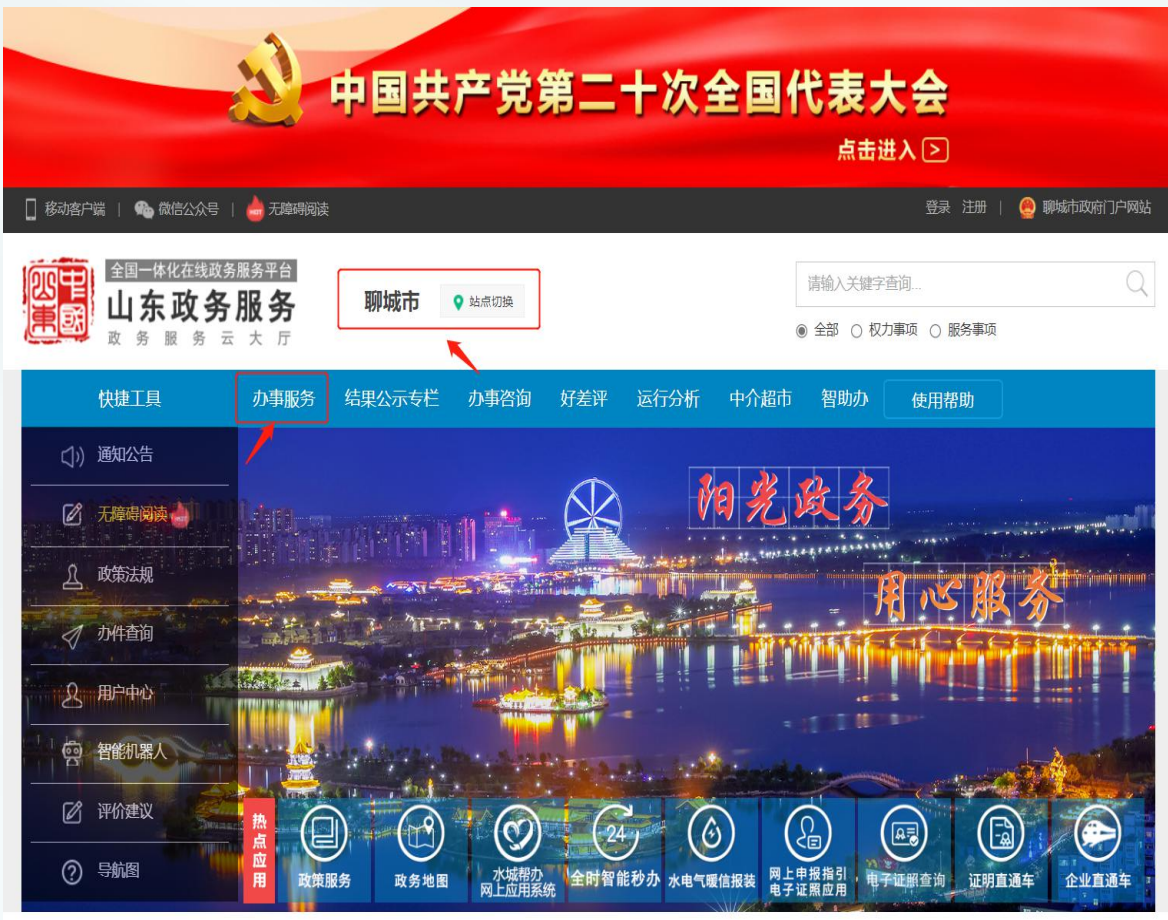 中国共产党第二十次全国代表大会
点击进入
移动客户端 | 微信公众号 | HOT 无障碍阅读
登录 注册 | 聊城市政府门户网站
全国一体化在线政务服务平台
山东政务服务
政务服务云大厅
中國
山東
聊城市 站点切换
请输入关键字查询...
全部 权力事项 服务事项
快捷工具 办事服务 结果公示专栏 办事咨询 好差评 运行分析 中介超市 智助办 使用帮助
通知公告
无障碍阅读
政策法规
办件查询
用户中心
智能机器人
评价建议
导航图
阳光政务
用心服务
热点应用
政策服务
政务地图
水城帮办
网上应用系统
24
全时智能秒办
水电气暖信报装
网上申报指引
电子证照应用
电子证照查询
证明直通车
企业直通车